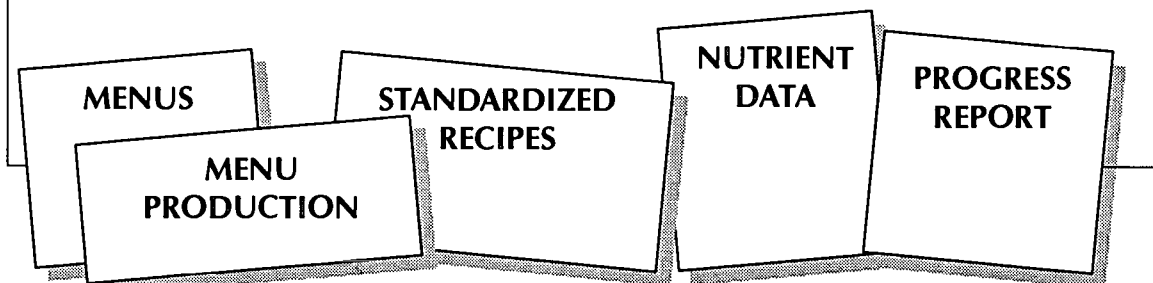 MENUS
MENU
PRODUCTION
STANDARDIZED
RECIPES
NUTRIENT
DATA
PROGRESS
REPORT